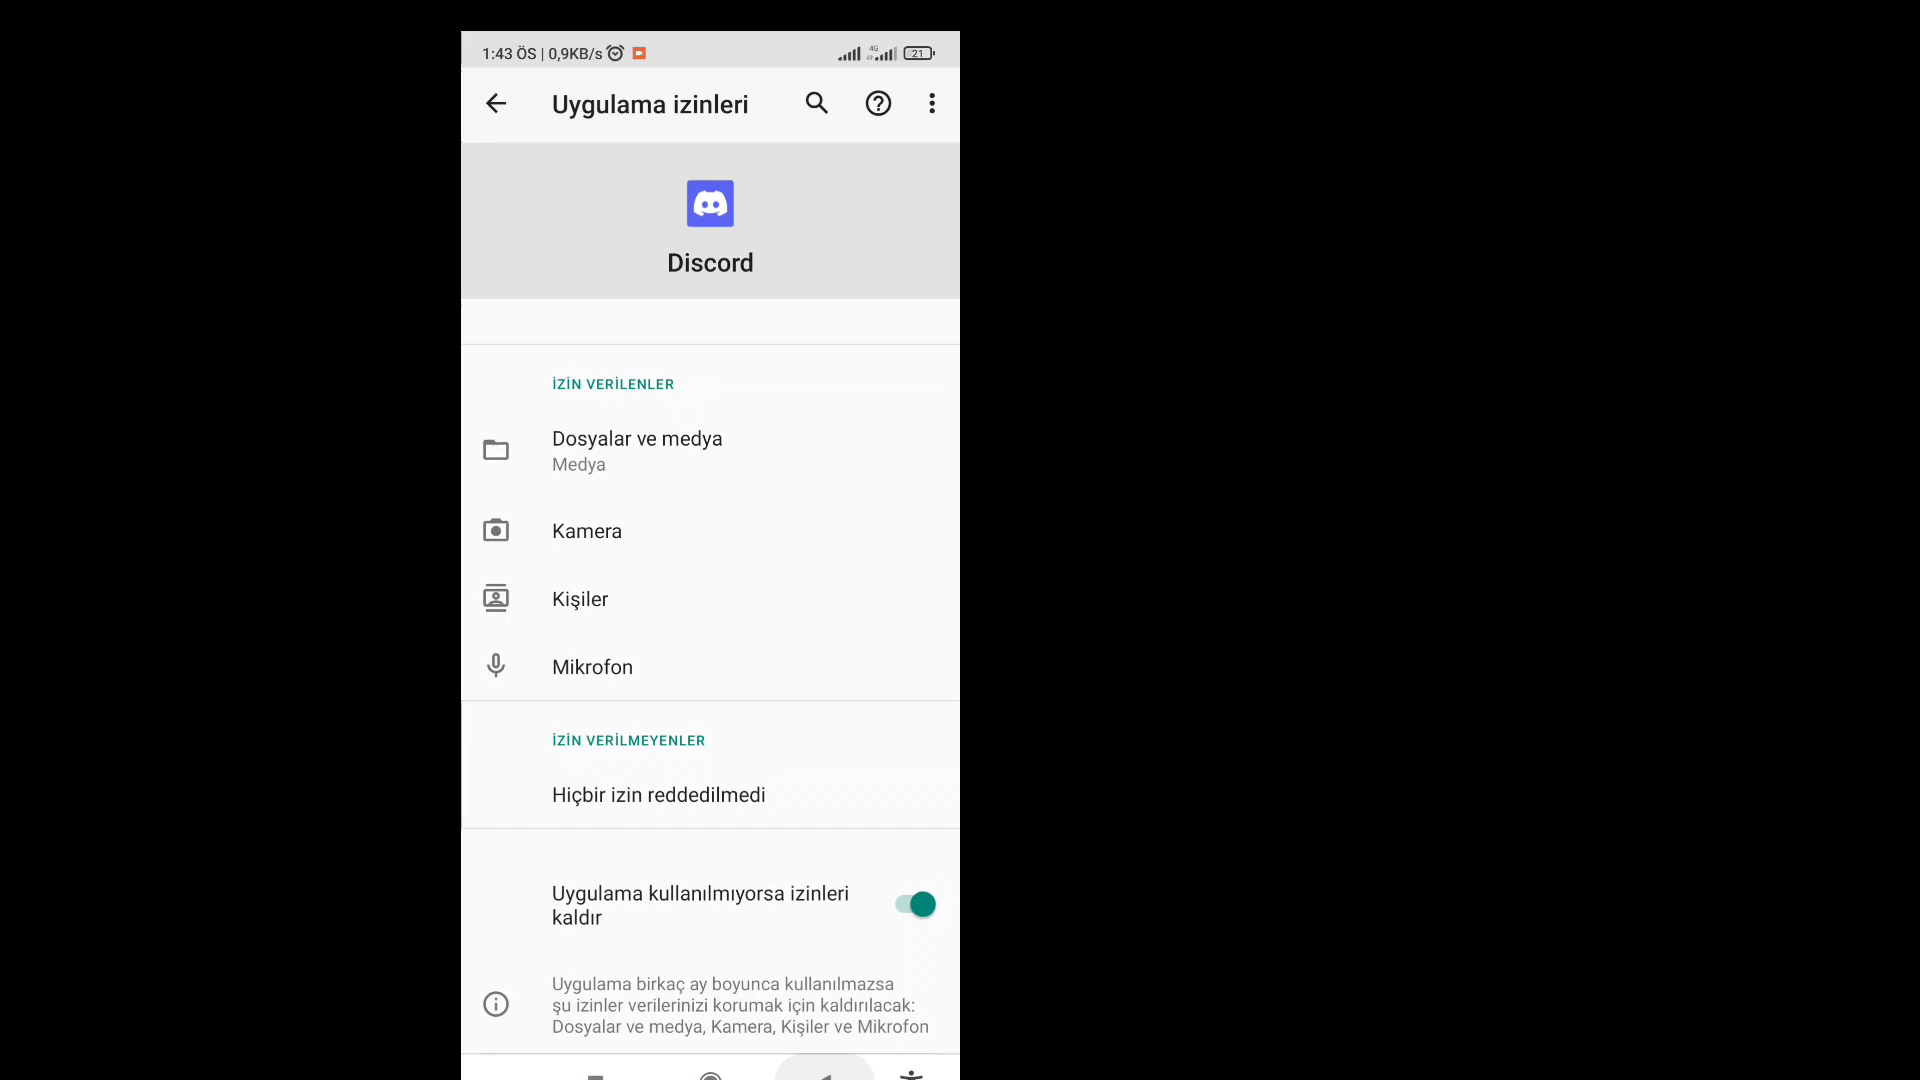 1:43 ÖS | 0,9KB/s 4G 21
Uygulama izinleri
Discord
İZİN VERİLENLER
Dosyalar ve medya
Medya
Kamera
Kişiler
Mikrofon
İZİN VERİLMEYENLER
Hiçbir izin reddedilmedi
Uygulama kullanılmıyorsa izinleri
kaldır
Uygulama birkaç ay boyunca kullanılmazsa
şu izinler verilerinizi korumak için kaldırılacak:
Dosyalar ve medya, Kamera, Kişiler ve Mikrofon